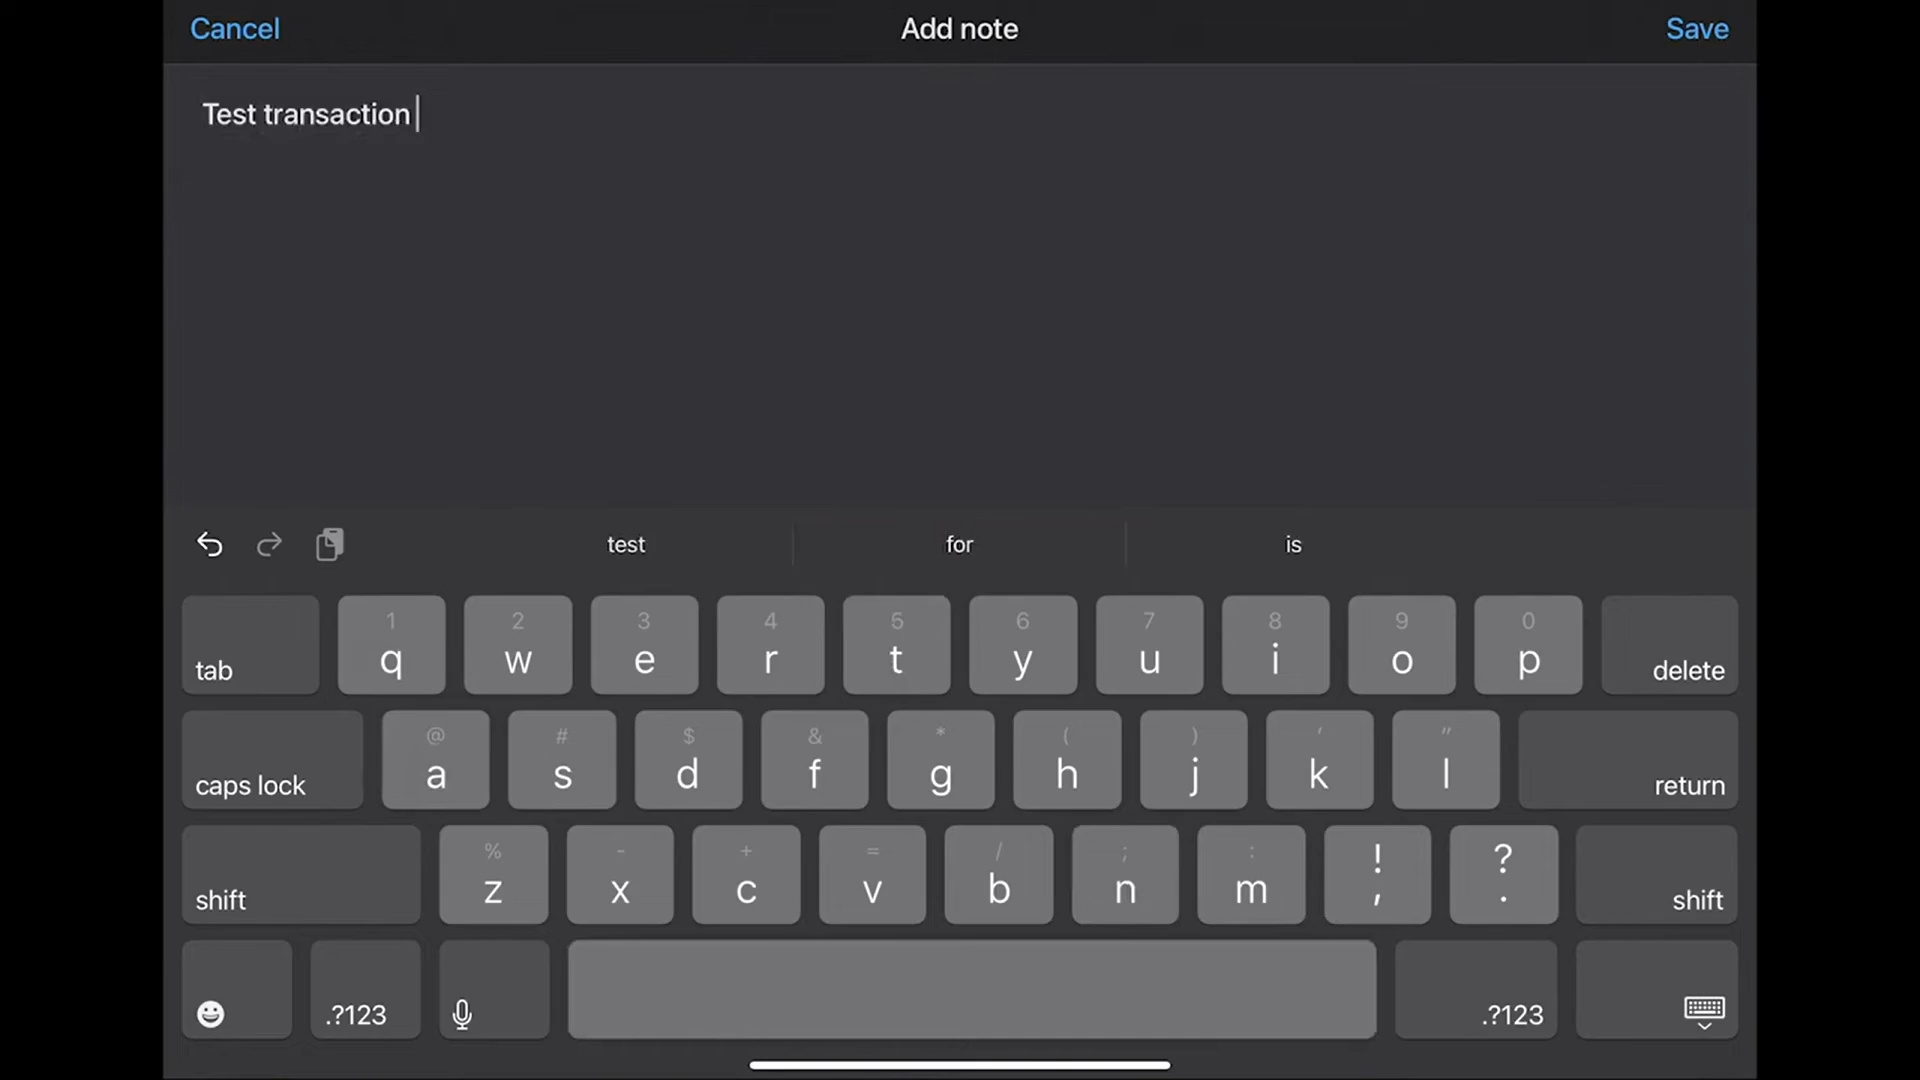 Cancel Add note Save
Test transaction
test for is
tab 1 q 2 w 3 e 4 r 5 t 6 y 7 u 8 i 9 o 0 p delete
caps lock @ a # s $ d & f * g ( h ) j ' k " l return
shift % z - x + c = v / b ; n : m ! , ? . shift
.?123 .?123